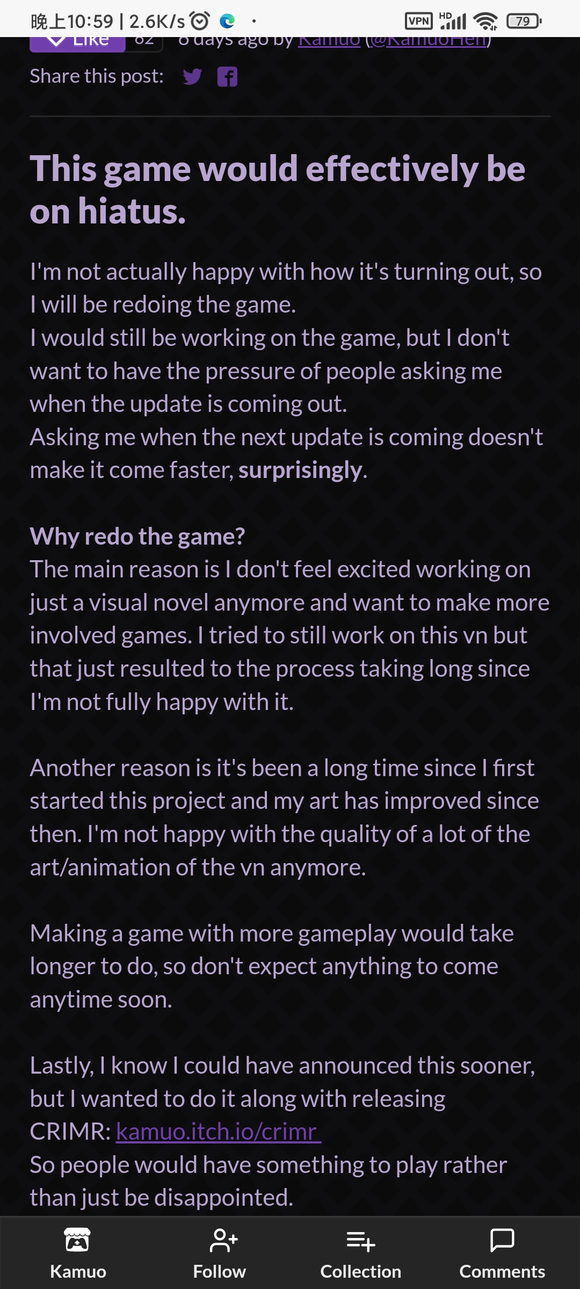 晚上10:59 | 2.6K/s
VPN HD 79
Like 62 6 days ago by Kamuo (@KamuoHen)
Share this post:
This game would effectively be
on hiatus.
I'm not actually happy with how it's turning out, so
I will be redoing the game.
I would still be working on the game, but I don't
want to have the pressure of people asking me
when the update is coming out.
Asking me when the next update is coming doesn't
make it come faster, surprisingly.
Why redo the game?
The main reason is I don't feel excited working on
just a visual novel anymore and want to make more
involved games. I tried to still work on this vn but
that just resulted to the process taking long since
I'm not fully happy with it.
Another reason is it's been a long time since I first
started this project and my art has improved since
then. I'm not happy with the quality of a lot of the
art/animation of the vn anymore.
Making a game with more gameplay would take
longer to do, so don't expect anything to come
anytime soon.
Lastly, I know I could have announced this sooner,
but I wanted to do it along with releasing
CRIMR: kamuo.itch.io/crimr
So people would have something to play rather
than just be disappointed.
Kamuo Follow Collection Comments